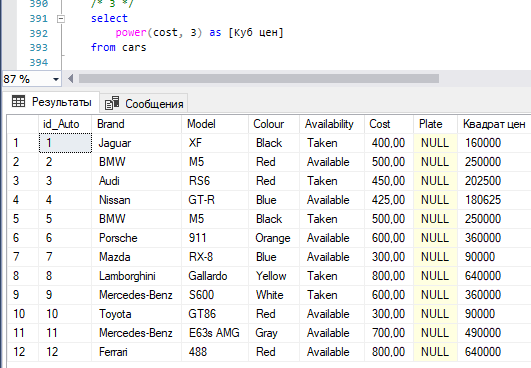 390 /* 3 */
391 select
392 power(cost, 3) as [Куб цен]
393 from cars
394
87 %
Результаты Сообщения
id_Auto Brand Model Colour Availability Cost Plate Квадрат цен
1 1 Jaguar XF Black Taken 400,00 NULL 160000
2 2 BMW M5 Red Available 500,00 NULL 250000
3 3 Audi RS6 Red Taken 450,00 NULL 202500
4 4 Nissan GT-R Blue Available 425,00 NULL 180625
5 5 BMW M5 Black Taken 500,00 NULL 250000
6 6 Porsche 911 Orange Available 600,00 NULL 360000
7 7 Mazda RX-8 Blue Available 300,00 NULL 90000
8 8 Lamborghini Gallardo Yellow Taken 800,00 NULL 640000
9 9 Mercedes-Benz S600 White Taken 600,00 NULL 360000
10 10 Toyota GT86 Red Available 300,00 NULL 90000
11 11 Mercedes-Benz E63s AMG Gray Available 700,00 NULL 490000
12 12 Ferrari 488 Red Available 800,00 NULL 640000